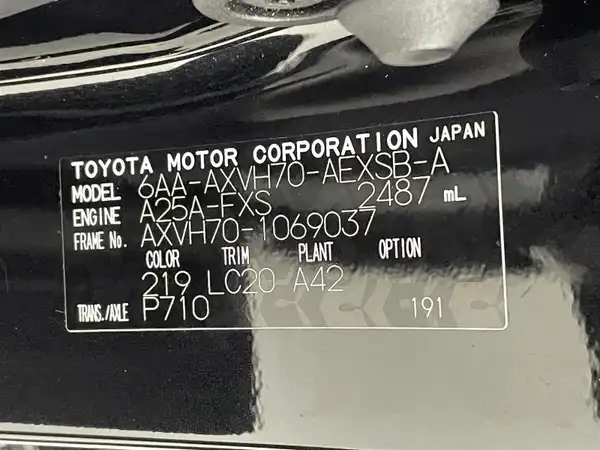 TOYOTA MOTOR CORPORATION JAPAN
MODEL 6AA-AXVH70-AEXSB-A
ENGINE A25A-FXS 2487 mL
FRAME No. AXVH70-1069037
COLOR TRIM PLANT OPTION
219 LC20 A42
TRANS./AXLE P710 191